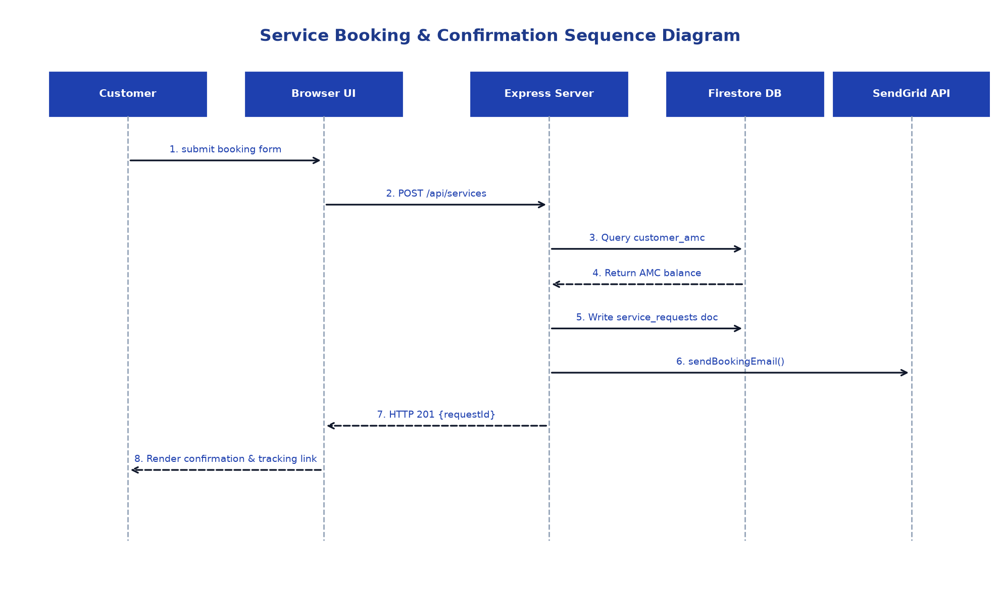 Service Booking & Confirmation Sequence Diagram
Customer
Browser UI
Express Server
Firestore DB
SendGrid API
1. submit booking form
2. POST /api/services
3. Query customer_amc
4. Return AMC balance
5. Write service_requests doc
6. sendBookingEmail()
7. HTTP 201 {requestId}
8. Render confirmation & tracking link